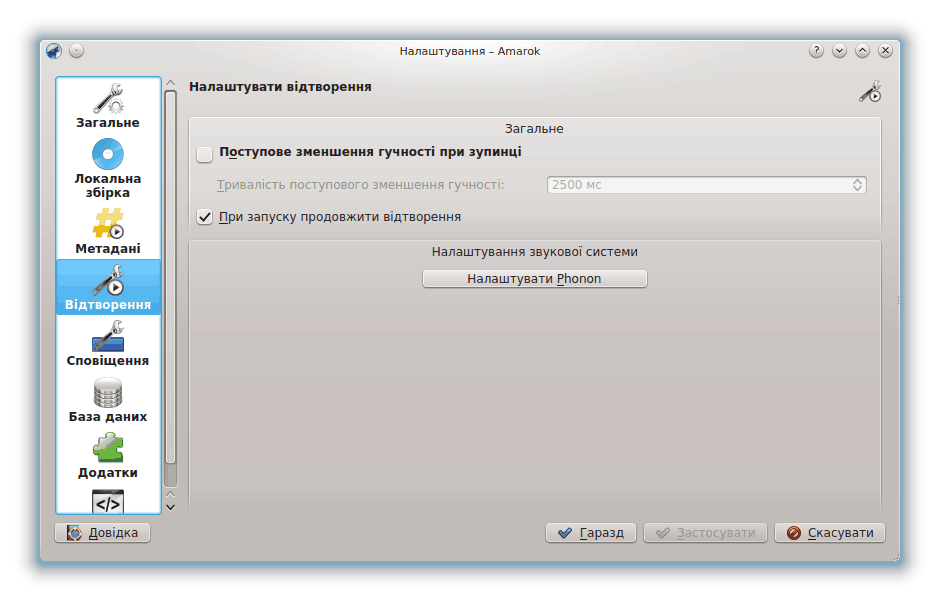 Налаштування – Amarok
Загальне
Локальна
збірка
Метадані
Відтворення
Сповіщення
База даних
Додатки
Налаштувати відтворення
Загальне
Поступове зменшення гучності при зупинці
Тривалість поступового зменшення гучності:
2500 мс
При запуску продовжити відтворення
Налаштування звукової системи
Налаштувати Phonon
Довідка
Гаразд
Застосувати
Скасувати